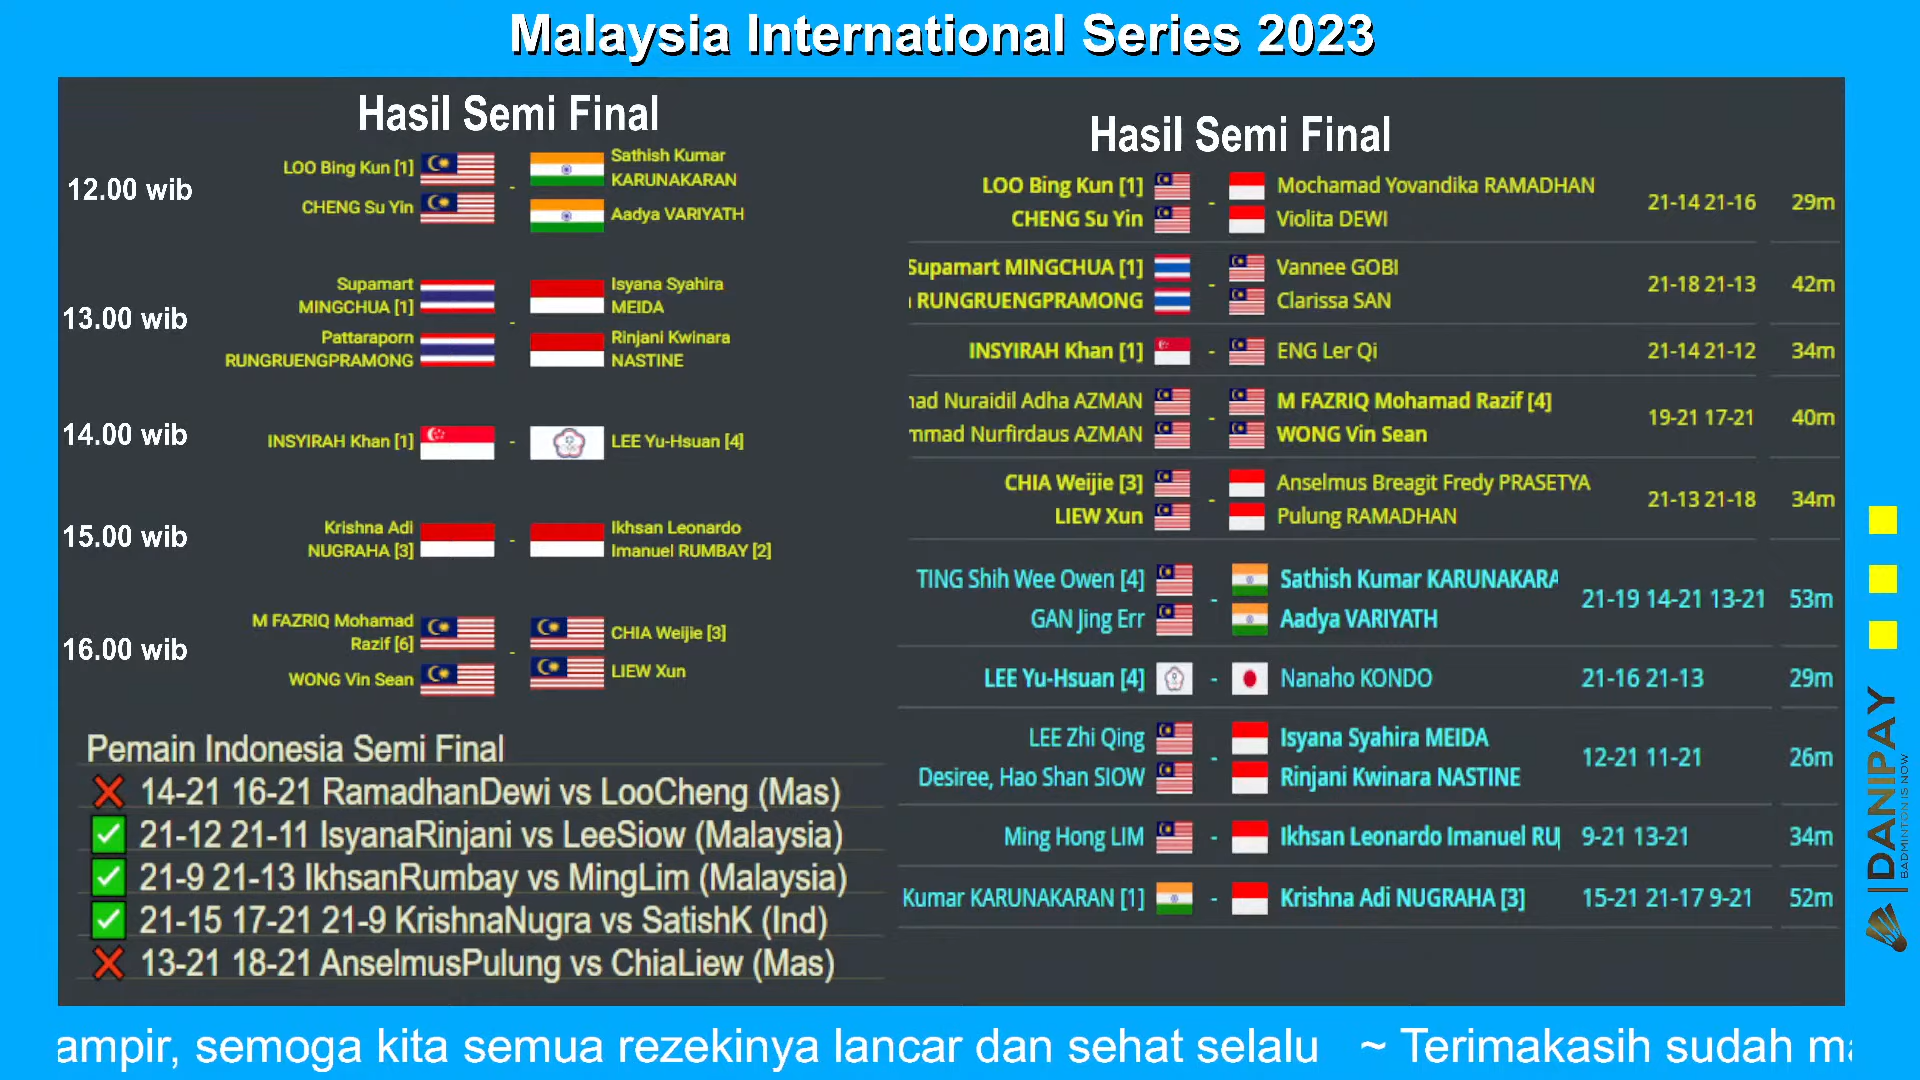 Malaysia International Series 2023
Hasil Semi Final
12.00 wib
LOO Bing Kun [1]
CHENG Su Yin
-
Sathish Kumar
KARUNAKARAN
Aadya VARIYATH
13.00 wib
Supamart
MINGCHUA [1]
Pattaraporn
RUNGRUENGPRAMONG
-
Isyana Syahira
MEIDA
Rinjani Kwinara
NASTINE
14.00 wib
INSYIRAH Khan [1] - LEE Yu-Hsuan [4]
15.00 wib
Krishna Adi
NUGRAHA [3]
-
Ikhsan Leonardo
Imanuel RUMBAY [2]
16.00 wib
M FAZRIQ Mohamad
Razif [6]
WONG Vin Sean
-
CHIA Weijie [3]
LIEW Xun
Pemain Indonesia Semi Final
❌ 14-21 16-21 RamadhanDewi vs LooCheng (Mas)
✅ 21-12 21-11 IsyanaRinjani vs LeeSiow (Malaysia)
✅ 21-9 21-13 IkhsanRumbay vs MingLim (Malaysia)
✅ 21-15 17-21 21-9 KrishnaNugra vs SatishK (Ind)
❌ 13-21 18-21 AnselmusPulung vs ChiaLiew (Mas)
Hasil Semi Final
LOO Bing Kun [1] - Mochamad Yovandika RAMADHAN 21-14 21-16 29m
CHENG Su Yin Violita DEWI
Supamart MINGCHUA [1] - Vannee GOBI 21-18 21-13 42m
RUNGRUENGPRAMONG Clarissa SAN
INSYIRAH Khan [1] - ENG Ler Qi 21-14 21-12 34m
nad Nuraidil Adha AZMAN - M FAZRIQ Mohamad Razif [4] 19-21 17-21 40m
mmad Nurfirdaus AZMAN WONG Vin Sean
CHIA Weijie [3] - Anselmus Breagit Fredy PRASETYA 21-13 21-18 34m
LIEW Xun Pulung RAMADHAN
TING Shih Wee Owen [4] - Sathish Kumar KARUNAKARA 21-19 14-21 13-21 53m
GAN Jing Err Aadya VARIYATH
LEE Yu-Hsuan [4] - Nanaho KONDO 21-16 21-13 29m
LEE Zhi Qing - Isyana Syahira MEIDA 12-21 11-21 26m
Desiree, Hao Shan SIOW Rinjani Kwinara NASTINE
Ming Hong LIM - Ikhsan Leonardo Imanuel RU 9-21 13-21 34m
Kumar KARUNAKARAN [1] - Krishna Adi NUGRAHA [3] 15-21 21-17 9-21 52m
DANIPAY
BADMINTON IS NOW
ampir, semoga kita semua rezekinya lancar dan sehat selalu ~ Terimakasih sudah ma